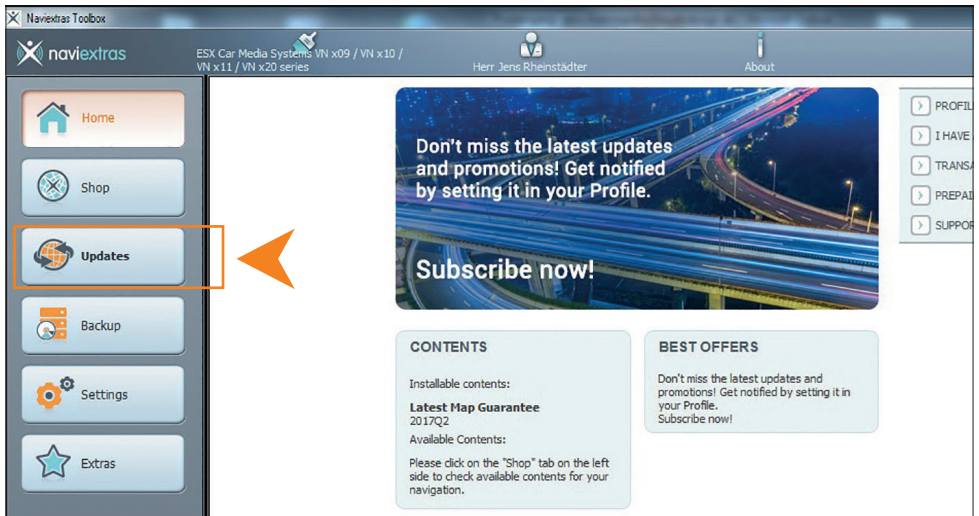 Naviextras Toolbox
naviextras
ESX Car Media Systems VN x09 / VN x10 /
VN x11 / VN x20 series
Herr Jens Rheinstädter
About
Home
Shop
Updates
Backup
Settings
Extras
Don't miss the latest updates
and promotions! Get notified
by setting it in your Profile.
Subscribe now!
CONTENTS
Installable contents:
Latest Map Guarantee
2017Q2
Available Contents:
Please click on the "Shop" tab on the left
side to check available contents for your
navigation.
BEST OFFERS
Don't miss the latest updates and
promotions! Get notified by setting it in
your Profile.
Subscribe now!
PROFIL
I HAVE
TRANSA
PREPAI
SUPPOR